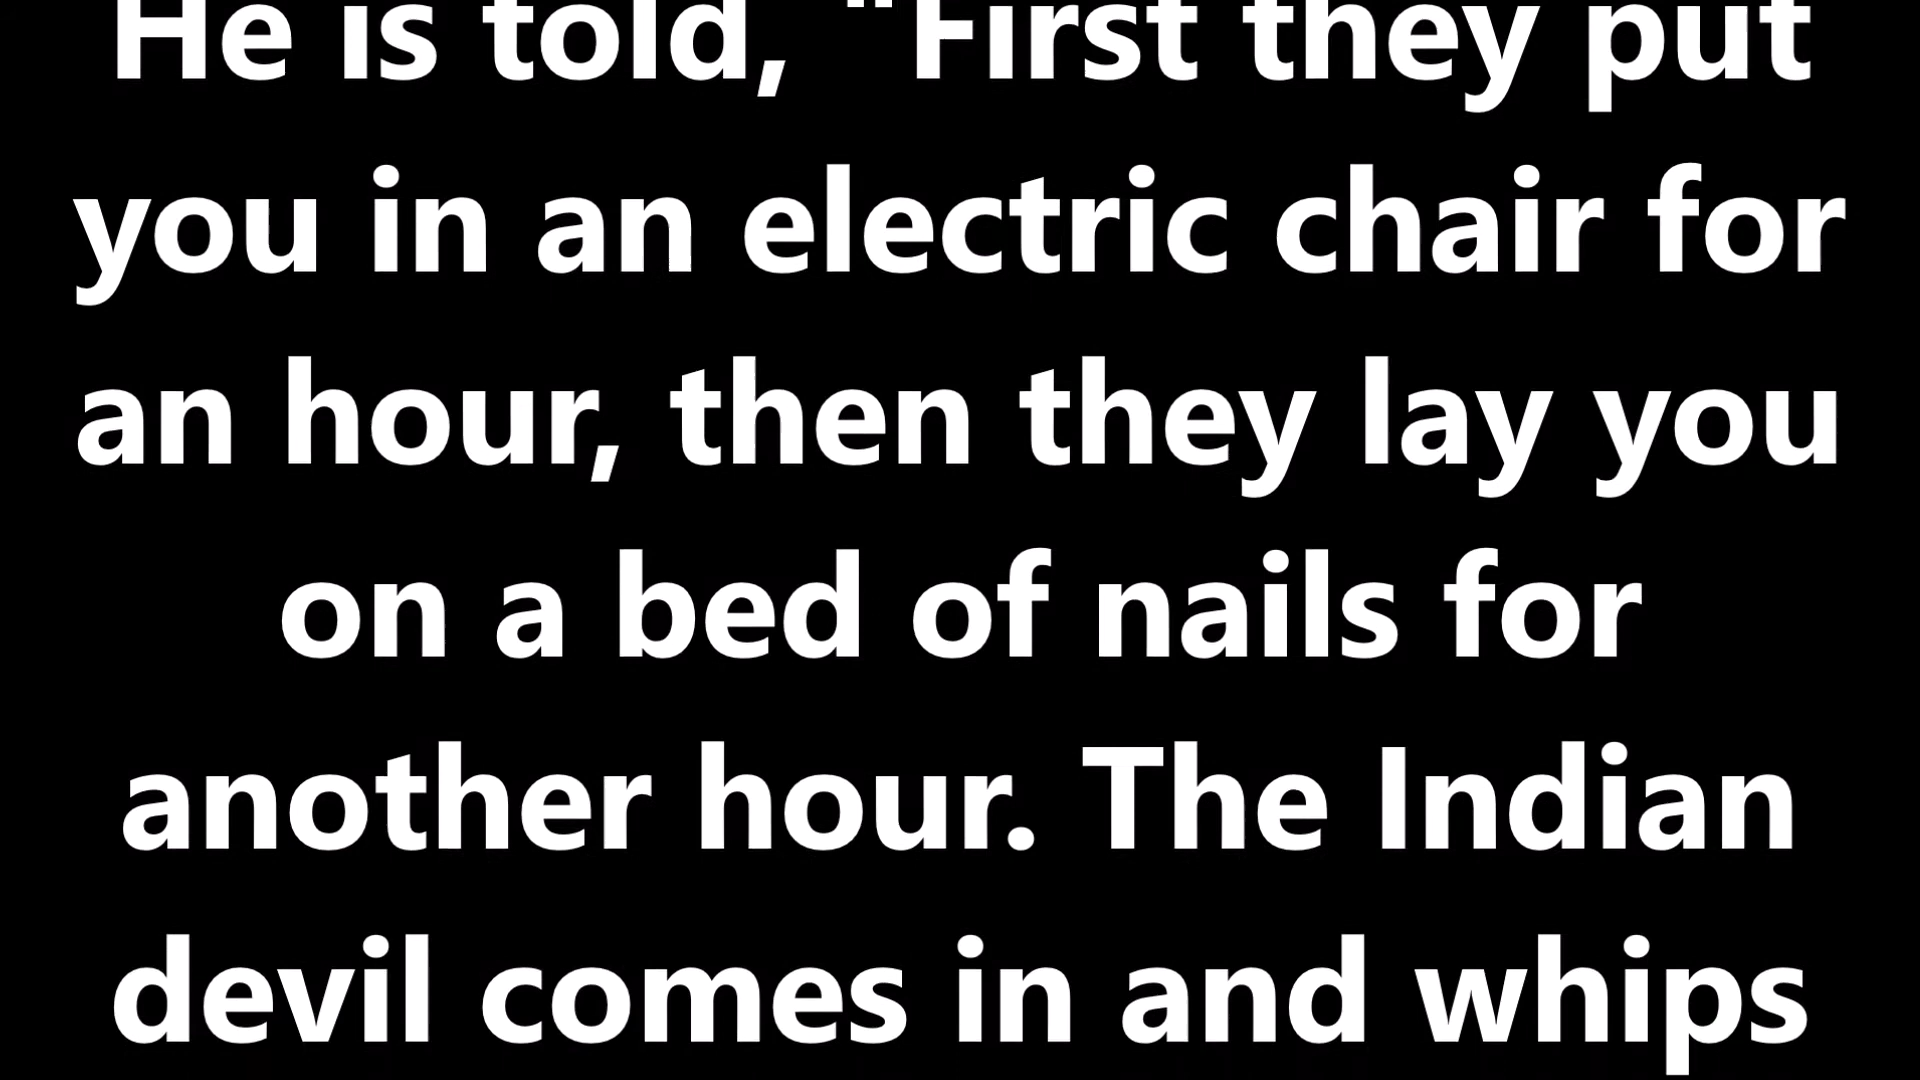 He is told, "First they put
you in an electric chair for
an hour, then they lay you
on a bed of nails for
another hour. The Indian
devil comes in and whips